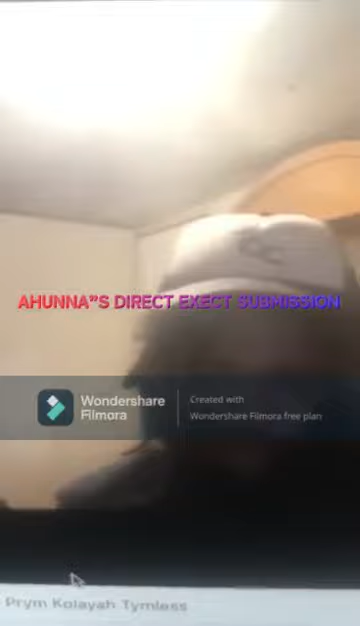 AHUNNA"S DIRECT EXECT SUBMISSION
Wondershare
Filmora
Created with
Wondershare Filmora free plan
Prym Kolayah Tymless